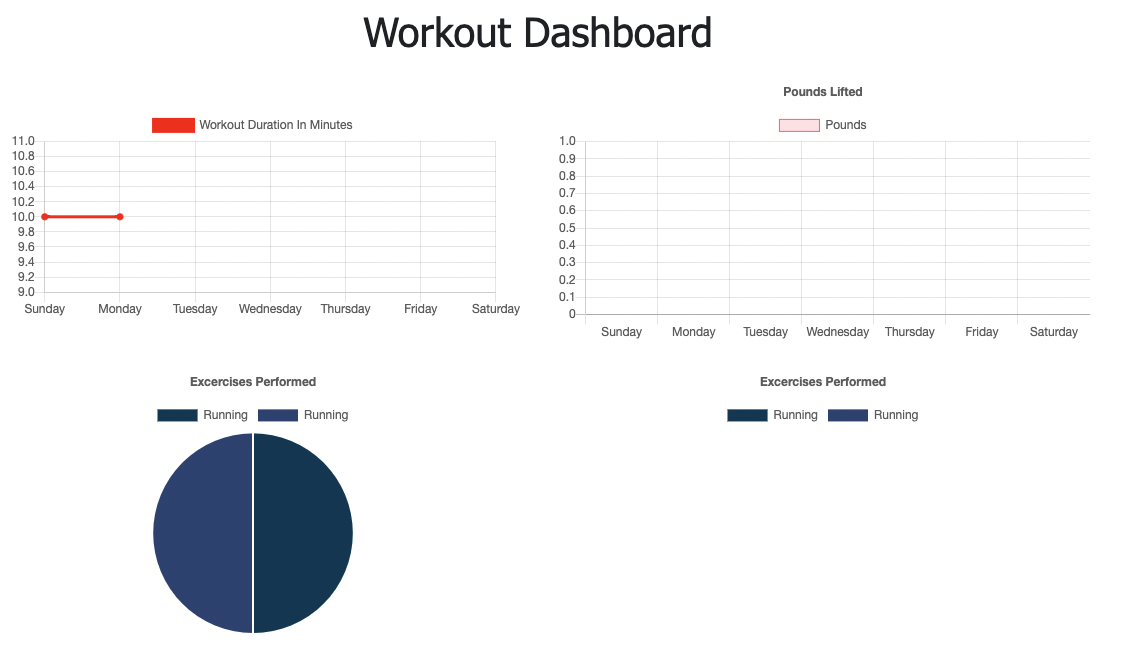 Workout Dashboard
Workout Duration In Minutes
11.0
10.8
10.6
10.4
10.2
10.0
9.8
9.6
9.4
9.2
9.0
Sunday Monday Tuesday Wednesday Thursday Friday Saturday
Pounds Lifted
Pounds
1.0
0.9
0.8
0.7
0.6
0.5
0.4
0.3
0.2
0.1
0
Sunday Monday Tuesday Wednesday Thursday Friday Saturday
Excercises Performed
Running Running
Excercises Performed
Running Running